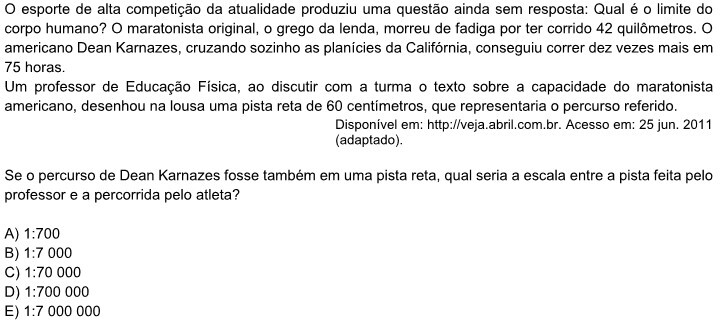 O esporte de alta competição da atualidade produziu uma questão ainda sem resposta: Qual é o limite do
corpo humano? O maratonista original, o grego da lenda, morreu de fadiga por ter corrido 42 quilômetros. O
americano Dean Karnazes, cruzando sozinho as planícies da Califórnia, conseguiu correr dez vezes mais em
75 horas.
Um professor de Educação Física, ao discutir com a turma o texto sobre a capacidade do maratonista
americano, desenhou na lousa uma pista reta de 60 centímetros, que representaria o percurso referido.
Disponível em: http://veja.abril.com.br. Acesso em: 25 jun. 2011
(adaptado).
Se o percurso de Dean Karnazes fosse também em uma pista reta, qual seria a escala entre a pista feita pelo
professor e a percorrida pelo atleta?
A) 1:700
B) 1:7 000
C) 1:70 000
D) 1:700 000
E) 1:7 000 000